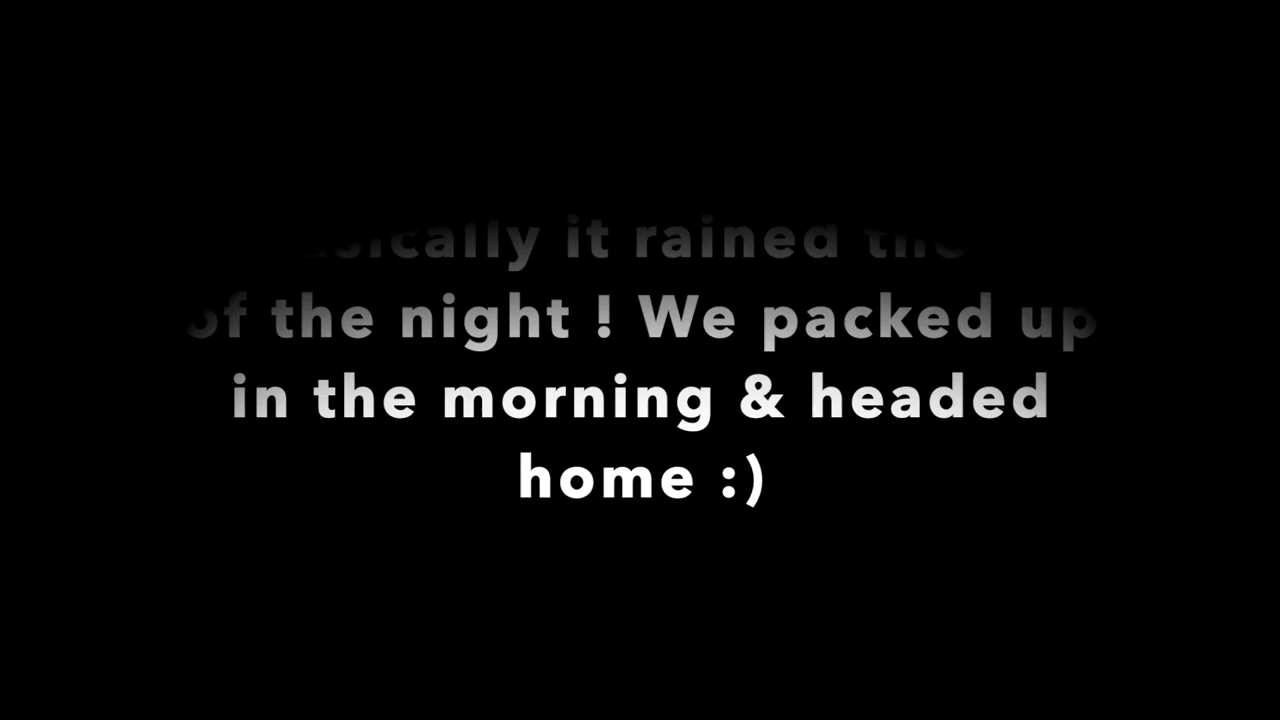 it rained
of the night ! We packed up
in the morning & headed
home :)